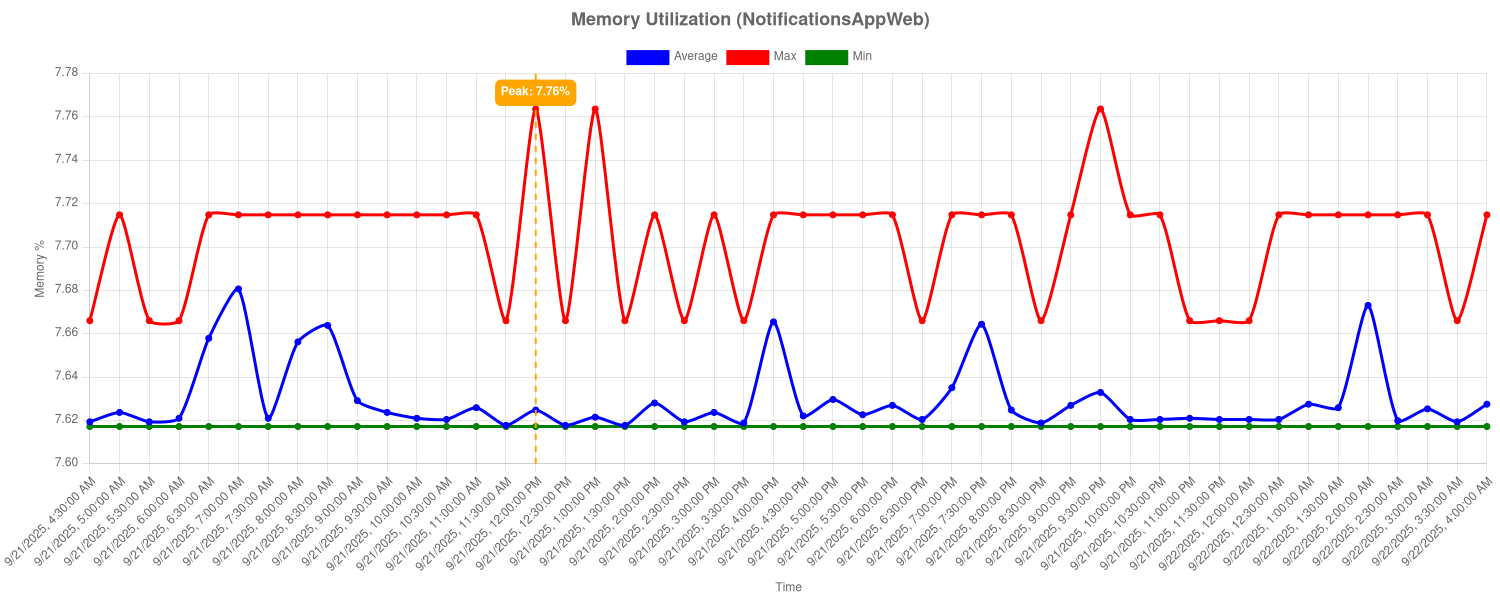 Memory Utilization (NotificationsAppWeb)
Average Max Min
7.78
Peak: 7.76%
7.76
7.74
7.72
7.70
7.68
7.66
7.64
7.62
7.60
Memory %
9/21/2025, 4:30:00 AM
9/21/2025, 5:00:00 AM
9/21/2025, 5:30:00 AM
9/21/2025, 6:00:00 AM
9/21/2025, 6:30:00 AM
9/21/2025, 7:00:00 AM
9/21/2025, 7:30:00 AM
9/21/2025, 8:00:00 AM
9/21/2025, 8:30:00 AM
9/21/2025, 9:00:00 AM
9/21/2025, 9:30:00 AM
9/21/2025, 10:00:00 AM
9/21/2025, 10:30:00 AM
9/21/2025, 11:00:00 AM
9/21/2025, 11:30:00 AM
9/21/2025, 12:00:00 PM
9/21/2025, 12:30:00 PM
9/21/2025, 1:00:00 PM
9/21/2025, 1:30:00 PM
9/21/2025, 2:00:00 PM
9/21/2025, 2:30:00 PM
9/21/2025, 3:00:00 PM
9/21/2025, 3:30:00 PM
9/21/2025, 4:00:00 PM
9/21/2025, 4:30:00 PM
9/21/2025, 5:00:00 PM
9/21/2025, 5:30:00 PM
9/21/2025, 6:00:00 PM
9/21/2025, 6:30:00 PM
9/21/2025, 7:00:00 PM
9/21/2025, 7:30:00 PM
9/21/2025, 8:00:00 PM
9/21/2025, 8:30:00 PM
9/21/2025, 9:00:00 PM
9/21/2025, 9:30:00 PM
9/21/2025, 10:00:00 PM
9/21/2025, 10:30:00 PM
9/21/2025, 11:00:00 PM
9/21/2025, 11:30:00 PM
9/22/2025, 12:00:00 AM
9/22/2025, 12:30:00 AM
9/22/2025, 1:00:00 AM
9/22/2025, 1:30:00 AM
9/22/2025, 2:00:00 AM
9/22/2025, 2:30:00 AM
9/22/2025, 3:00:00 AM
9/22/2025, 3:30:00 AM
9/22/2025, 4:00:00 AM
Time